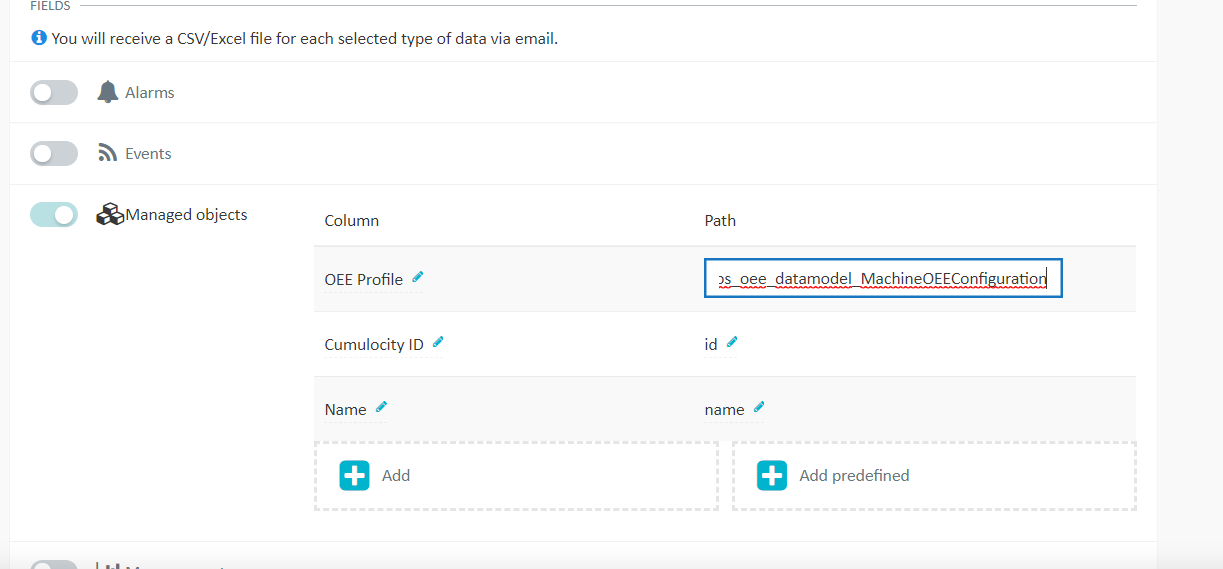 FIELDS
You will receive a CSV/Excel file for each selected type of data via email.
Alarms
Events
Managed objects
Column
Path
OEE Profile
os_oee_datamodel_MachineOEEConfiguration
Cumulocity ID
id
Name
name
Add
Add predefined